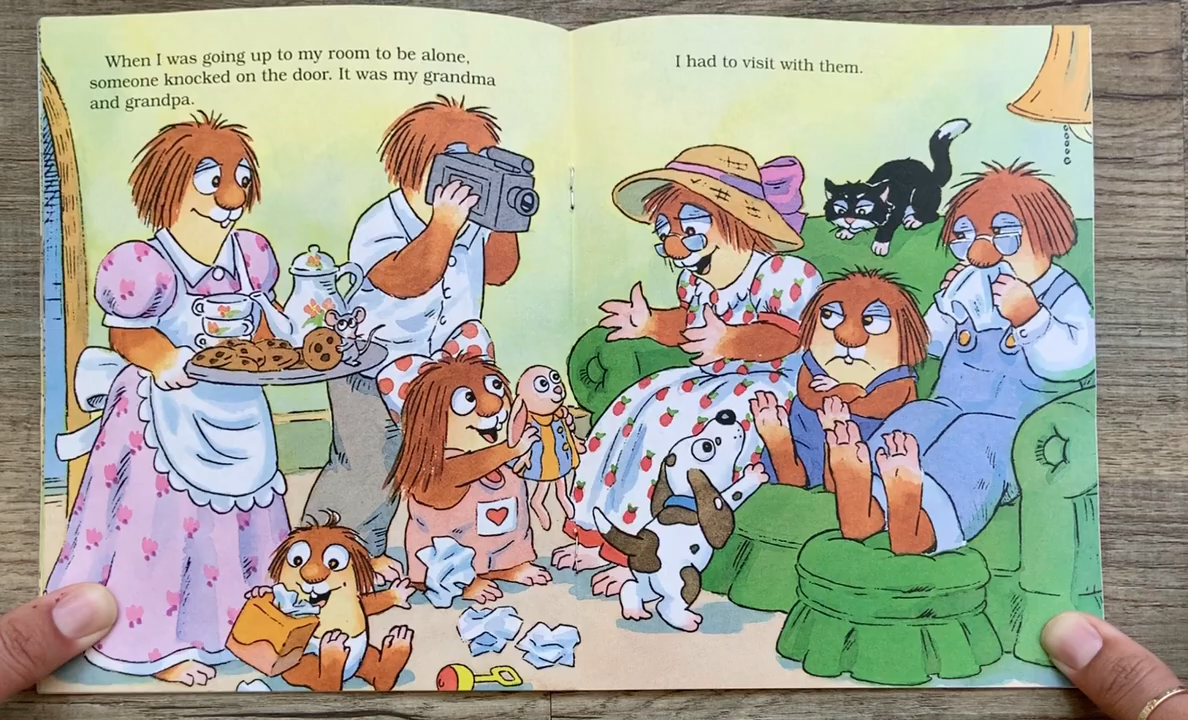 When I was going up to my room to be alone,
someone knocked on the door. It was my grandma
and grandpa.
I had to visit with them.